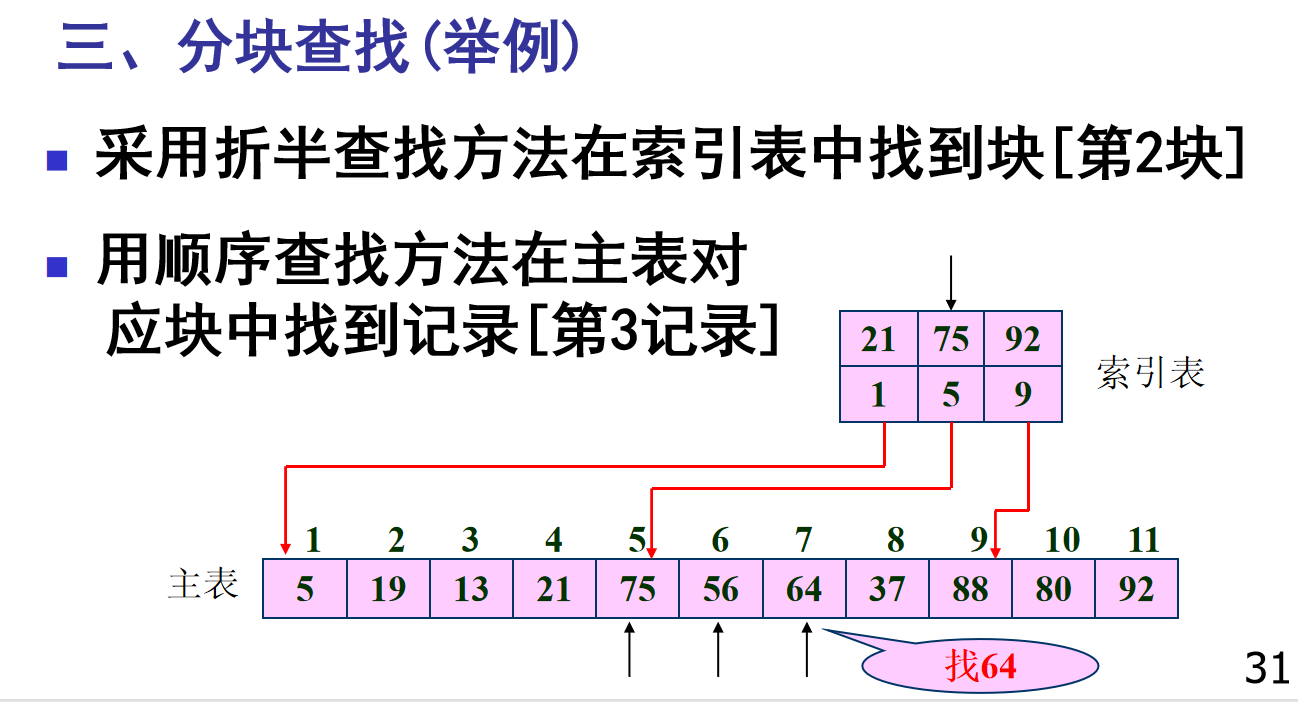 三、分块查找(举例)
采用折半查找方法在索引表中找到块[第2块]
用顺序查找方法在主表对
应块中找到记录[第3记录]
21 75 92
索引表
1 5 9
1 2 3 4 5 6 7 8 9 10 11
主表
5 19 13 21 75 56 64 37 88 80 92
找64
31